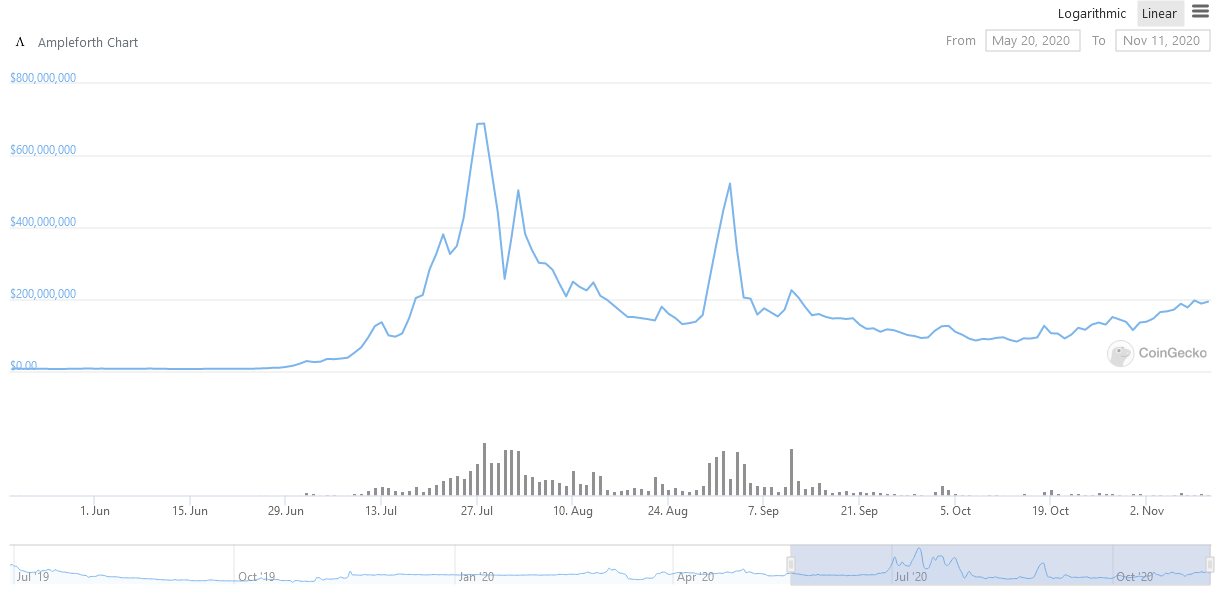 Logarithmic Linear
Λ Ampleforth Chart From May 20, 2020 To Nov 11, 2020
$800,000,000
$600,000,000
$400,000,000
$200,000,000
$0.00
CoinGecko
1. Jun 15. Jun 29. Jun 13. Jul 27. Jul 10. Aug 24. Aug 7. Sep 21. Sep 5. Oct 19. Oct 2. Nov
Jul '19 Oct '19 Jan '20 Apr '20 Jul '20 Oct '20